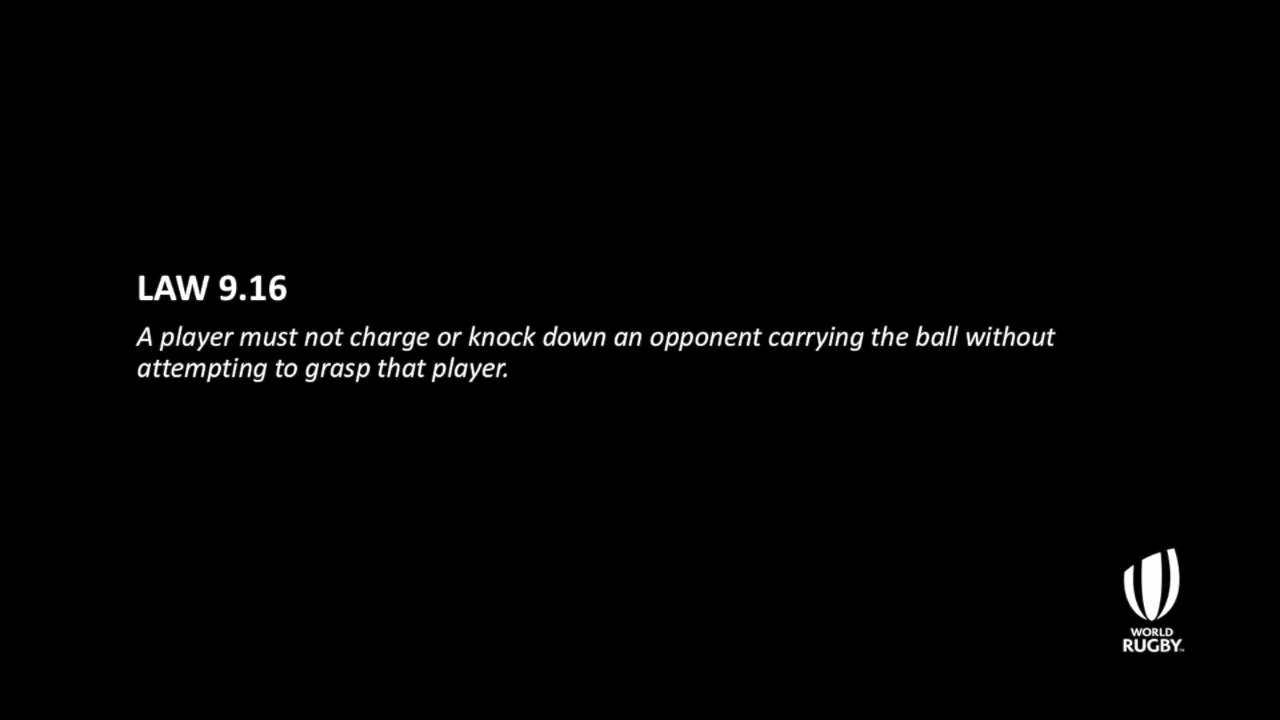 LAW 9.16
A player must not charge or knock down an opponent carrying the ball without
attempting to grasp that player.
WORLD
RUGBY™